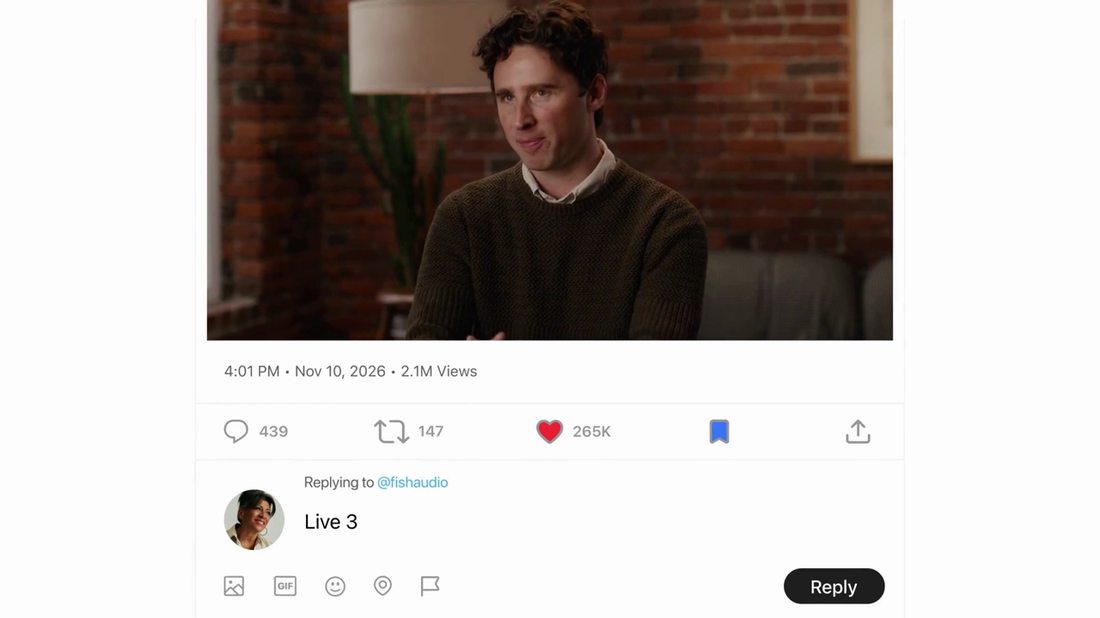 4:01 PM • Nov 10, 2026 • 2.1M Views
439
147
265K
Replying to @fishaudio
Live 3
GIF
Reply